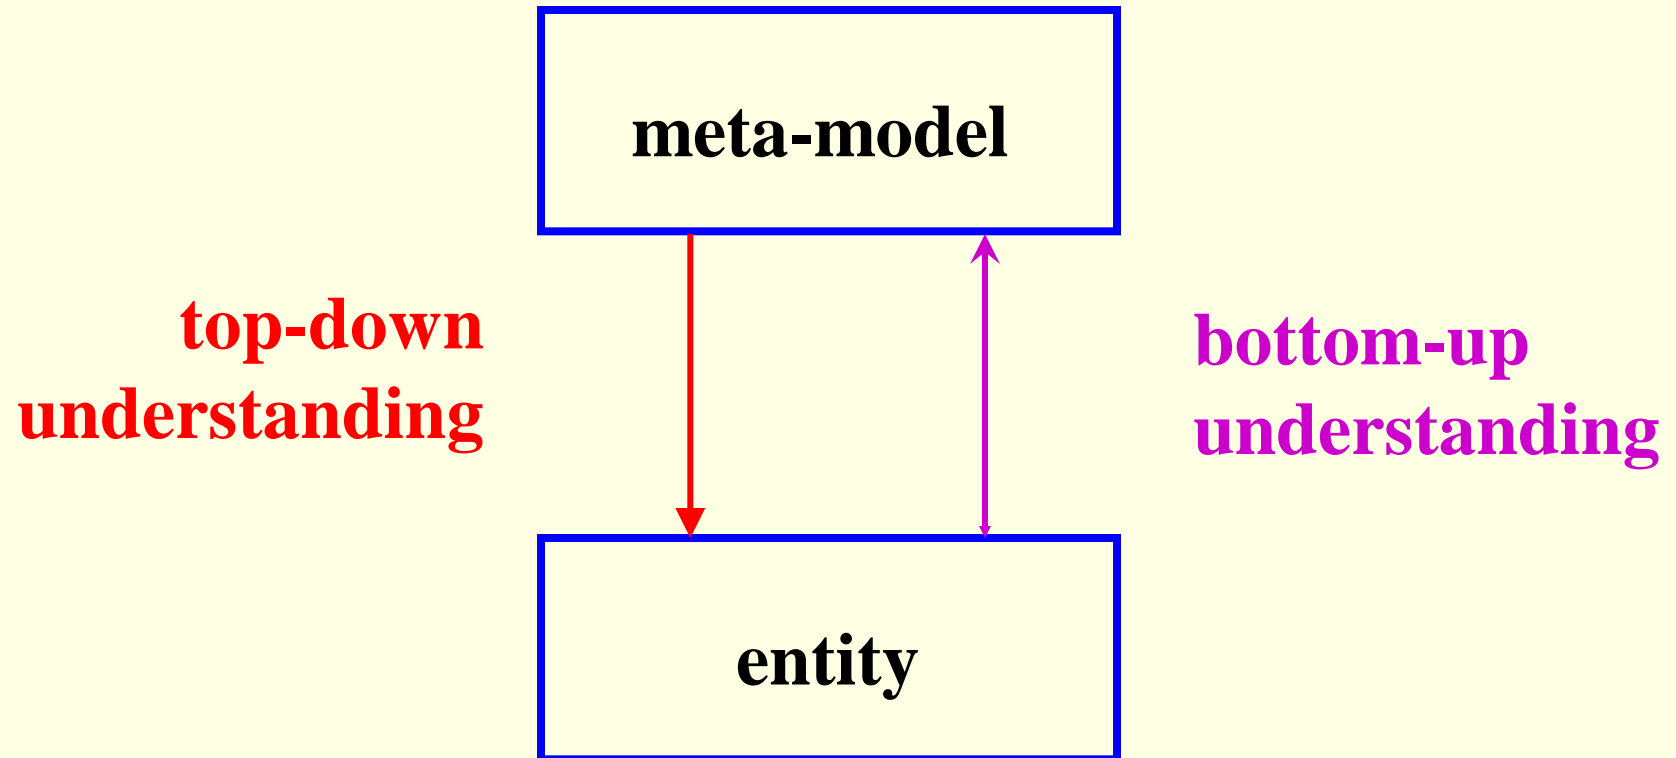 meta-model
top-down
understanding
bottom-up
understanding
entity